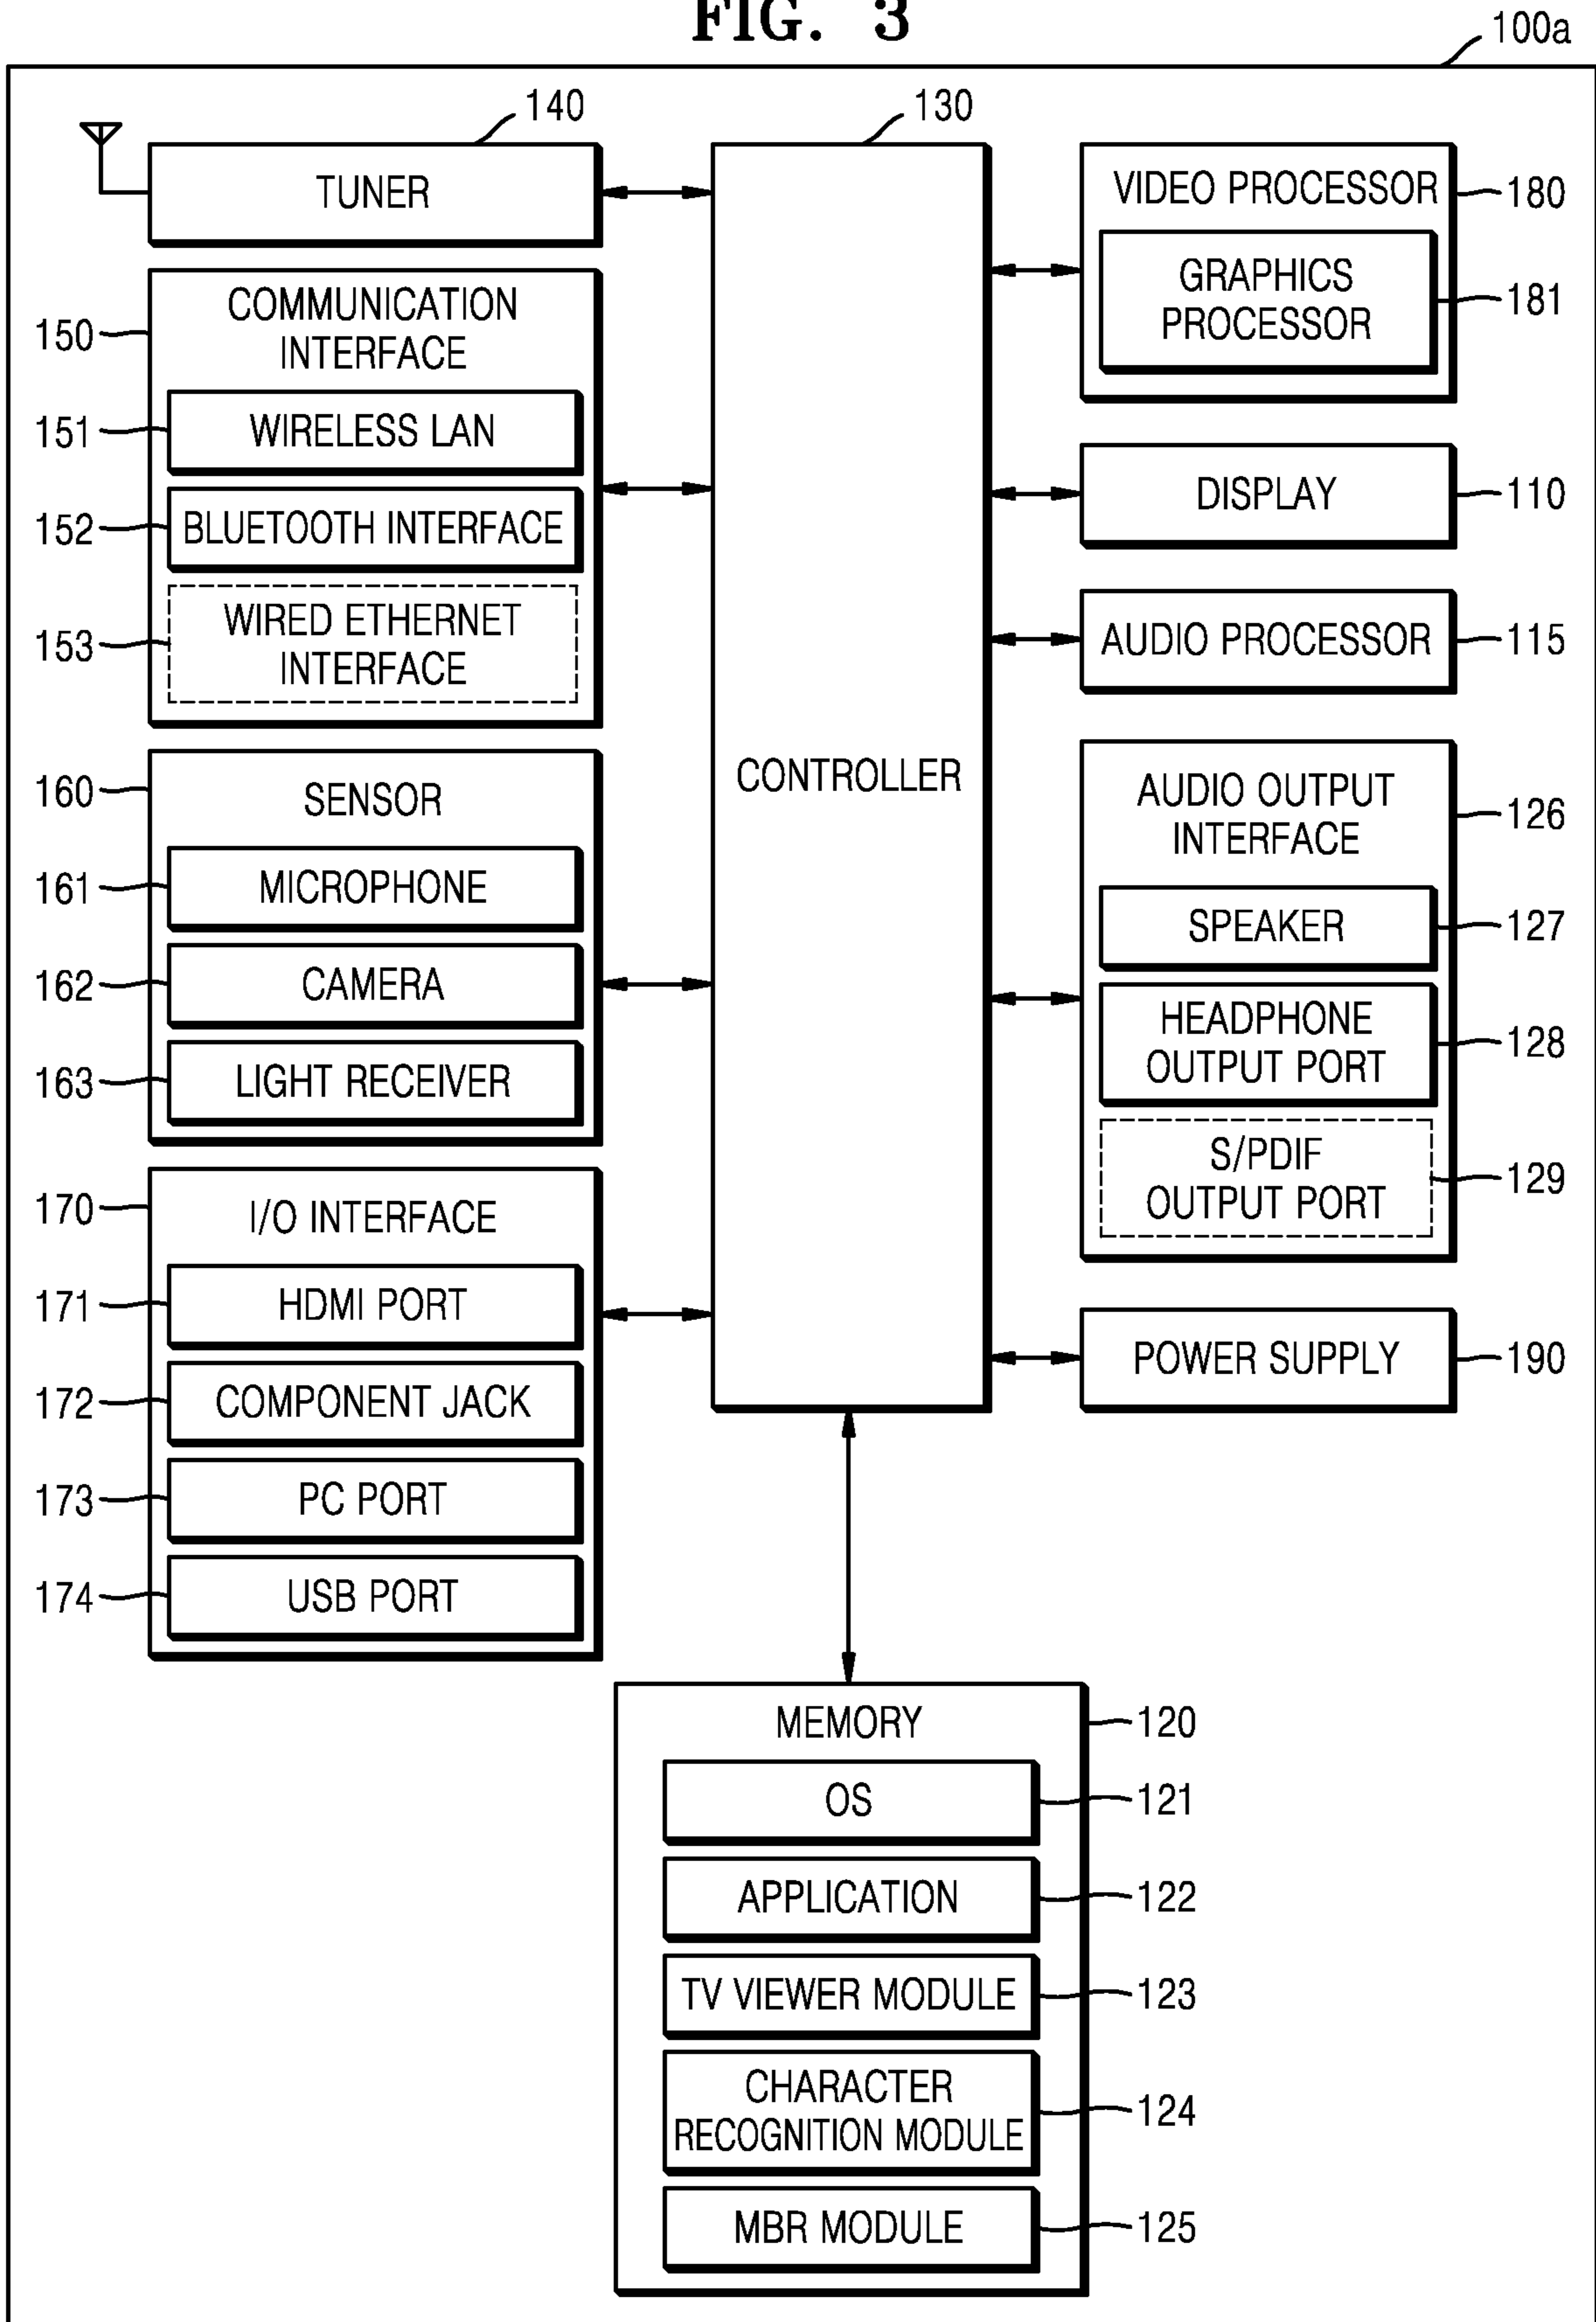 FIG. 3
100a
140
TUNER
130
CONTROLLER
150
COMMUNICATION
INTERFACE
151
WIRELESS LAN
152
BLUETOOTH INTERFACE
153
WIRED ETHERNET
INTERFACE
160
SENSOR
161
MICROPHONE
162
CAMERA
163
LIGHT RECEIVER
170
I/O INTERFACE
171
HDMI PORT
172
COMPONENT JACK
173
PC PORT
174
USB PORT
VIDEO PROCESSOR
180
GRAPHICS
PROCESSOR
181
DISPLAY
110
AUDIO PROCESSOR
115
AUDIO OUTPUT
INTERFACE
126
SPEAKER
127
HEADPHONE
OUTPUT PORT
128
S/PDIF
OUTPUT PORT
129
POWER SUPPLY
190
MEMORY
120
OS
121
APPLICATION
122
TV VIEWER MODULE
123
CHARACTER
RECOGNITION MODULE
124
MBR MODULE
125